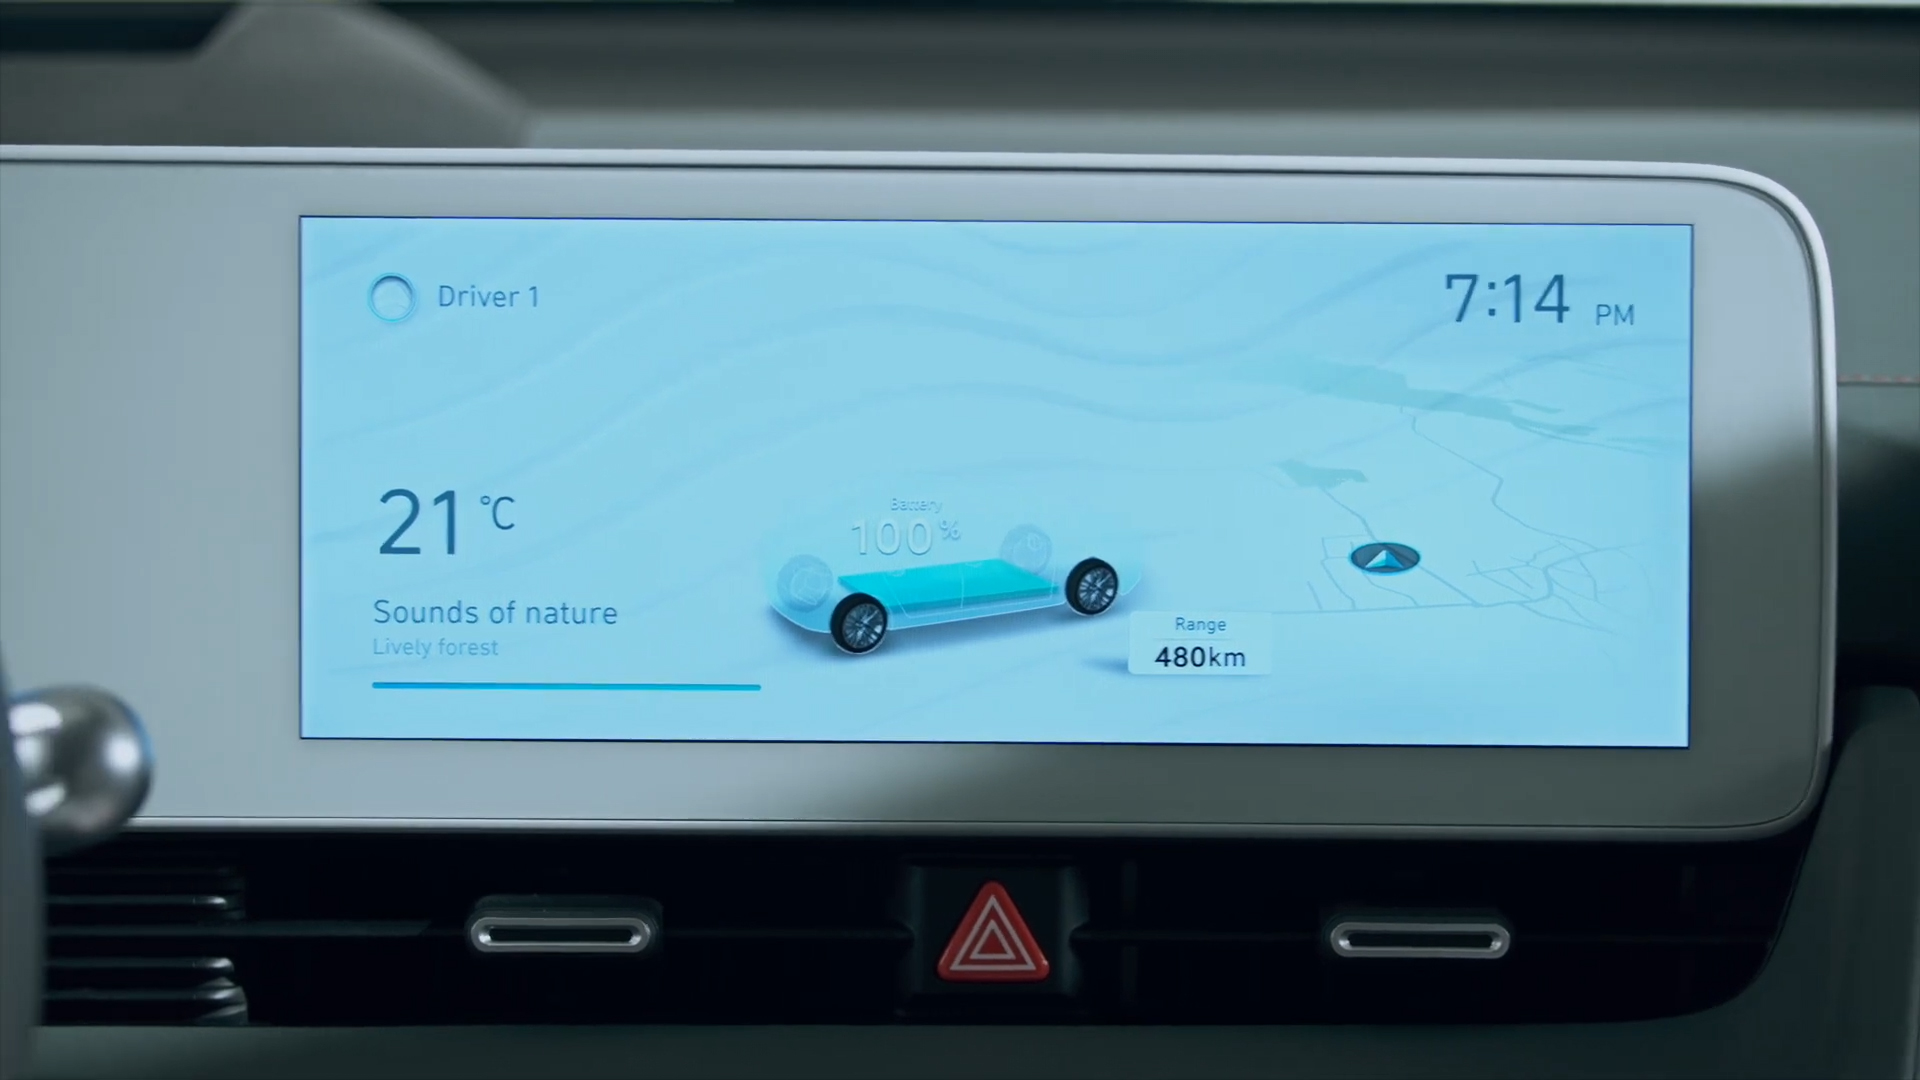 Driver 1
7:14 PM
21 °C
Sounds of nature
Lively forest
Battery
100%
Range
480km